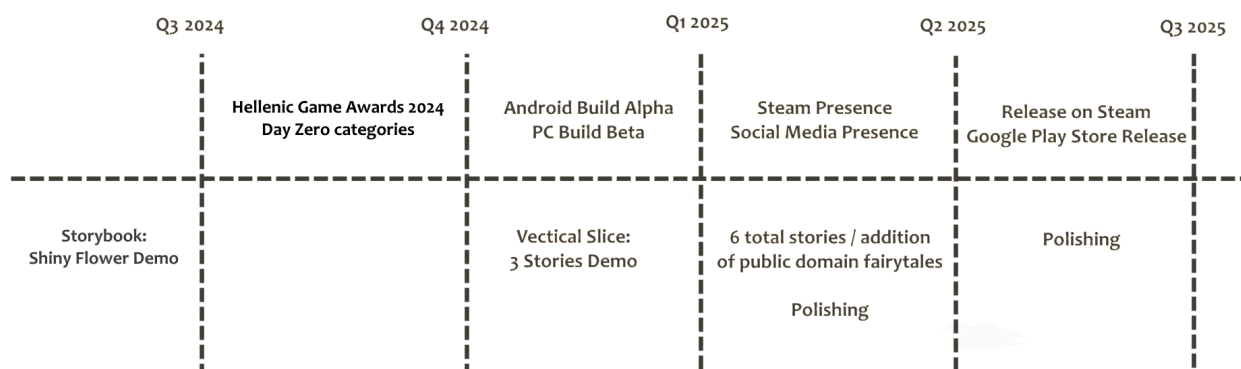 Q3 2024
Q4 2024
Q1 2025
Q2 2025
Q3 2025
Hellenic Game Awards 2024
Day Zero categories
Android Build Alpha
PC Build Beta
Steam Presence
Social Media Presence
Release on Steam
Google Play Store Release
Storybook:
Shiny Flower Demo
Vectical Slice:
3 Stories Demo
6 total stories / addition
of public domain fairytales
Polishing
Polishing